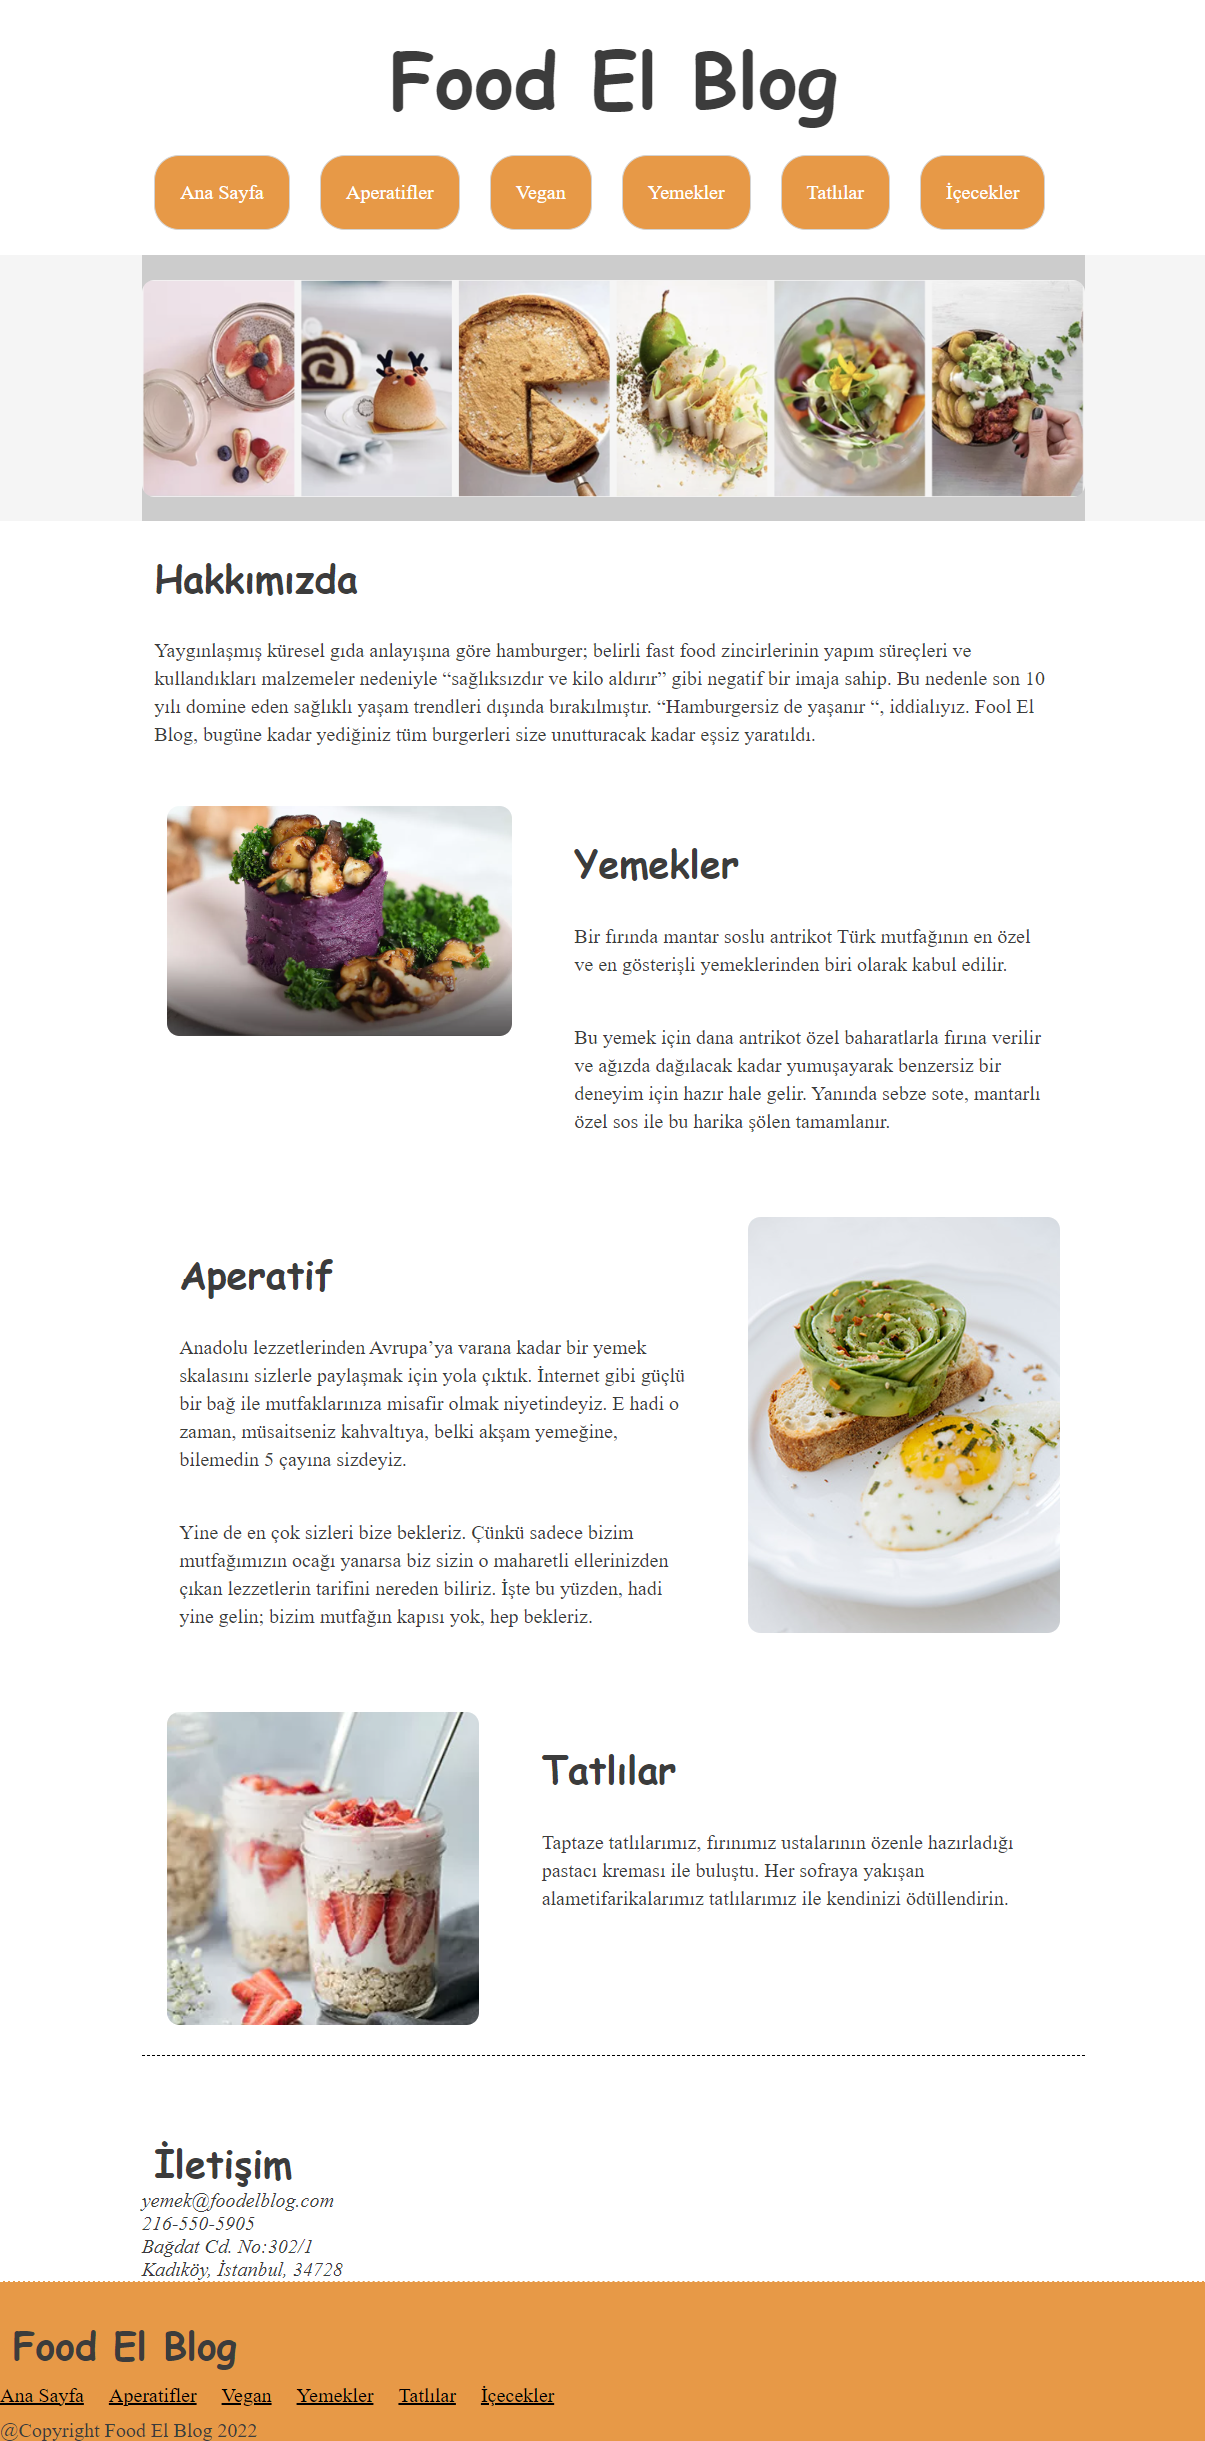 Food El Blog
Ana Sayfa Aperatifler Vegan Yemekler Tatlılar İçecekler
Hakkımızda
Yaygınlaşmış küresel gıda anlayışına göre hamburger; belirli fast food zincirlerinin yapım süreçleri ve
kullandıkları malzemeler nedeniyle “sağlıksızdır ve kilo aldırır” gibi negatif bir imaja sahip. Bu nedenle son 10
yılı domine eden sağlıklı yaşam trendleri dışında bırakılmıştır. “Hamburgersiz de yaşanır “, iddialıyız. Fool El
Blog, bugüne kadar yediğiniz tüm burgerleri size unutturacak kadar eşsiz yaratıldı.
Yemekler
Bir fırında mantar soslu antrikot Türk mutfağının en özel
ve en gösterişli yemeklerinden biri olarak kabul edilir.
Bu yemek için dana antrikot özel baharatlarla fırına verilir
ve ağızda dağılacak kadar yumuşayarak benzersiz bir
deneyim için hazır hale gelir. Yanında sebze sote, mantarlı
özel sos ile bu harika şölen tamamlanır.
Aperatif
Anadolu lezzetlerinden Avrupa’ya varana kadar bir yemek
skalasını sizlerle paylaşmak için yola çıktık. İnternet gibi güçlü
bir bağ ile mutfaklarınıza misafir olmak niyetindeyiz. E hadi o
zaman, müsaitseniz kahvaltıya, belki akşam yemeğine,
bilemedin 5 çayına sizdeyiz.
Yine de en çok sizleri bize bekleriz. Çünkü sadece bizim
mutfağımızın ocağı yanarsa biz sizin o maharetli ellerinizden
çıkan lezzetlerin tarifini nereden biliriz. İşte bu yüzden, hadi
yine gelin; bizim mutfağın kapısı yok, hep bekleriz.
Tatlılar
Taptaze tatlılarımız, fırınımız ustalarının özenle hazırladığı
pastacı kreması ile buluştu. Her sofraya yakışan
alametifarikalarımız tatlılarımız ile kendinizi ödüllendirin.
İletişim
yemek@foodelblog.com
216-550-5905
Bağdat Cd. No:302/1
Kadıköy, İstanbul, 34728
Food El Blog
Ana Sayfa Aperatifler Vegan Yemekler Tatlılar İçecekler
@Copyright Food El Blog 2022